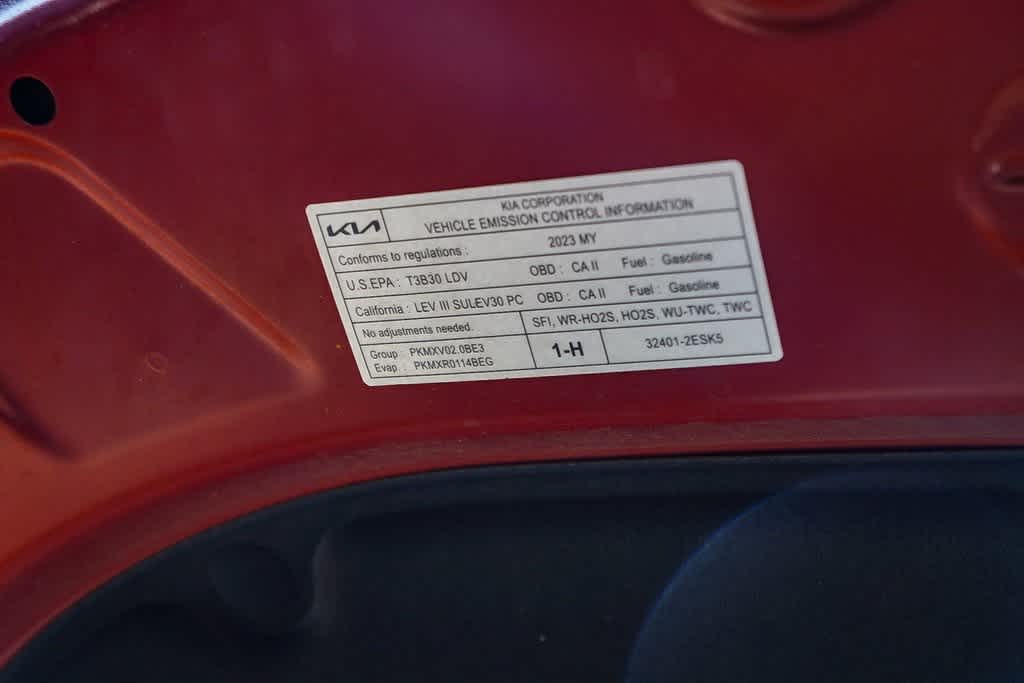 KIA
KIA CORPORATION
VEHICLE EMISSION CONTROL INFORMATION
Conforms to regulations : 2023 MY
U.S.EPA : T3B30 LDV OBD : CA II Fuel : Gasoline
California : LEV III SULEV30 PC OBD : CA II Fuel : Gasoline
No adjustments needed. SFI, WR-HO2S, HO2S, WU-TWC, TWC
Group : PKMXV02.0BE3
Evap. : PKMXR0114BEG
1-H
32401-2ESK5